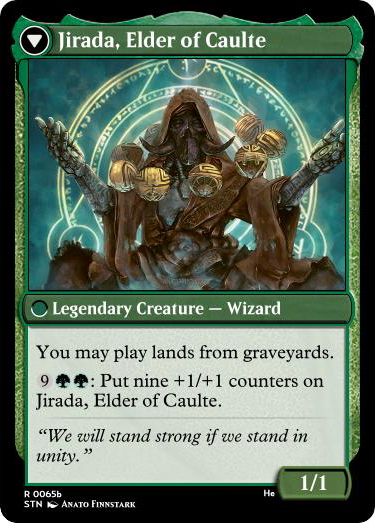 Jirada, Elder of Caulte
Legendary Creature — Wizard
You may play lands from graveyards.
9: Put nine +1/+1 counters on
Jirada, Elder of Caulte.
“We will stand strong if we stand in
unity.”
1/1
R 0065b
He
STN Anato Finnstark